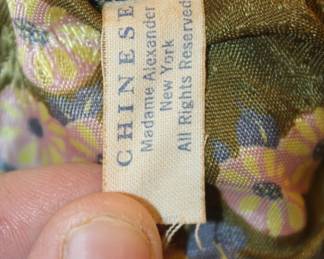 CHINESE
Madame Alexander
New York
All Rights Reserved